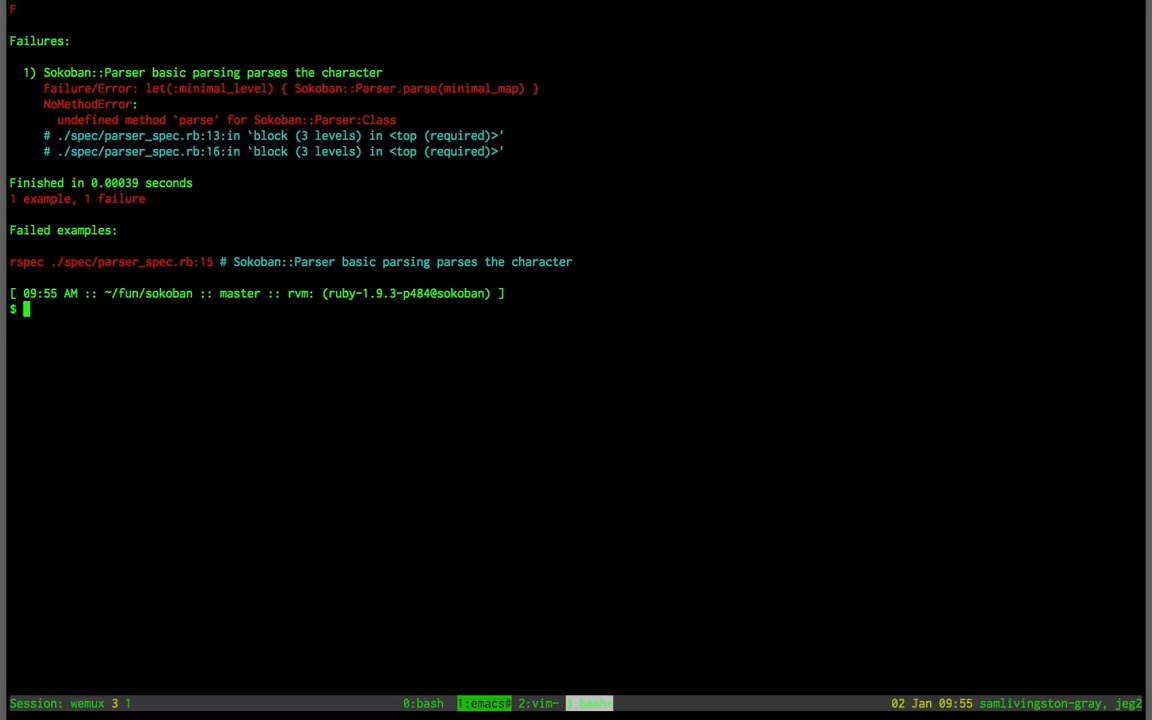 F
Failures:
1) Sokoban::Parser basic parsing parses the character
Failure/Error: let(:minimal_level) { Sokoban::Parser.parse(minimal_map) }
NoMethodError:
undefined method `parse' for Sokoban::Parser:Class
# ./spec/parser_spec.rb:13:in `block (3 levels) in <top (required)>'
# ./spec/parser_spec.rb:16:in `block (3 levels) in <top (required)>'
Finished in 0.00039 seconds
1 example, 1 failure
Failed examples:
rspec ./spec/parser_spec.rb:15 # Sokoban::Parser basic parsing parses the character
[ 09:55 AM :: ~/fun/sokoban :: master :: rvm: (ruby-1.9.3-p484@sokoban) ]
$
Session: wemux 3 1 0:bash 1:emacs# 2:vim- 3:bash* 02 Jan 09:55 samlivingston-gray, jeg2